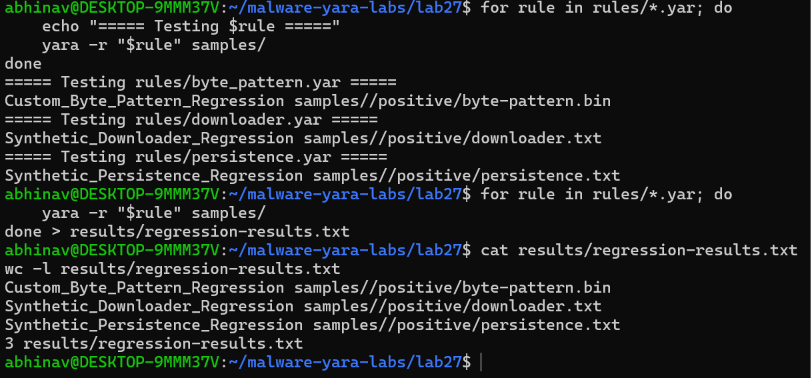 abhinav@DESKTOP-9MMM37V:~/malware-yara-labs/lab27$ for rule in rules/*.yar; do
    echo "===== Testing $rule ====="
    yara -r "$rule" samples/
done
===== Testing rules/byte_pattern.yar =====
Custom_Byte_Pattern_Regression samples//positive/byte-pattern.bin
===== Testing rules/downloader.yar =====
Synthetic_Downloader_Regression samples//positive/downloader.txt
===== Testing rules/persistence.yar =====
Synthetic_Persistence_Regression samples//positive/persistence.txt
abhinav@DESKTOP-9MMM37V:~/malware-yara-labs/lab27$ for rule in rules/*.yar; do
    yara -r "$rule" samples/
done > results/regression-results.txt
abhinav@DESKTOP-9MMM37V:~/malware-yara-labs/lab27$ cat results/regression-results.txt
wc -l results/regression-results.txt
Custom_Byte_Pattern_Regression samples//positive/byte-pattern.bin
Synthetic_Downloader_Regression samples//positive/downloader.txt
Synthetic_Persistence_Regression samples//positive/persistence.txt
3 results/regression-results.txt
abhinav@DESKTOP-9MMM37V:~/malware-yara-labs/lab27$